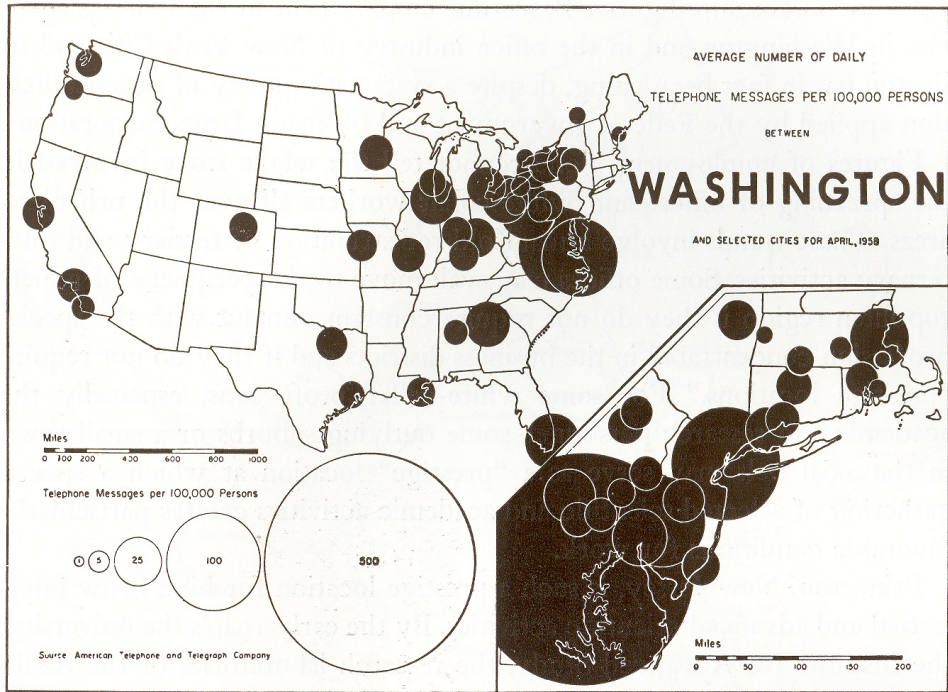 AVERAGE NUMBER OF DAILY
TELEPHONE MESSAGES PER 100,000 PERSONS
BETWEEN
WASHINGTON
AND SELECTED CITIES FOR APRIL, 1958
Miles
0 100 200 400 600 800 1000
Telephone Messages per 100,000 Persons
1 5 25 100 500
Source: American Telephone and Telegraph Company
Miles
0 50 100 150 200